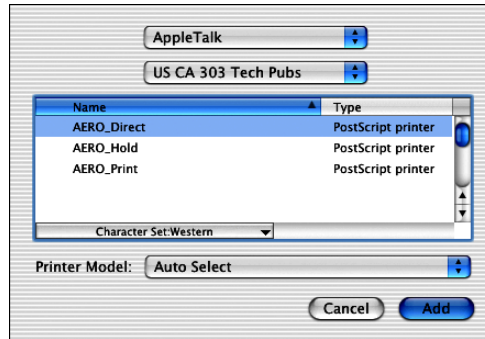 AppleTalk
US CA 303 Tech Pubs
Name Type
AERO_Direct PostScript printer
AERO_Hold PostScript printer
AERO_Print PostScript printer
Character Set:Western
Printer Model: Auto Select
Cancel Add